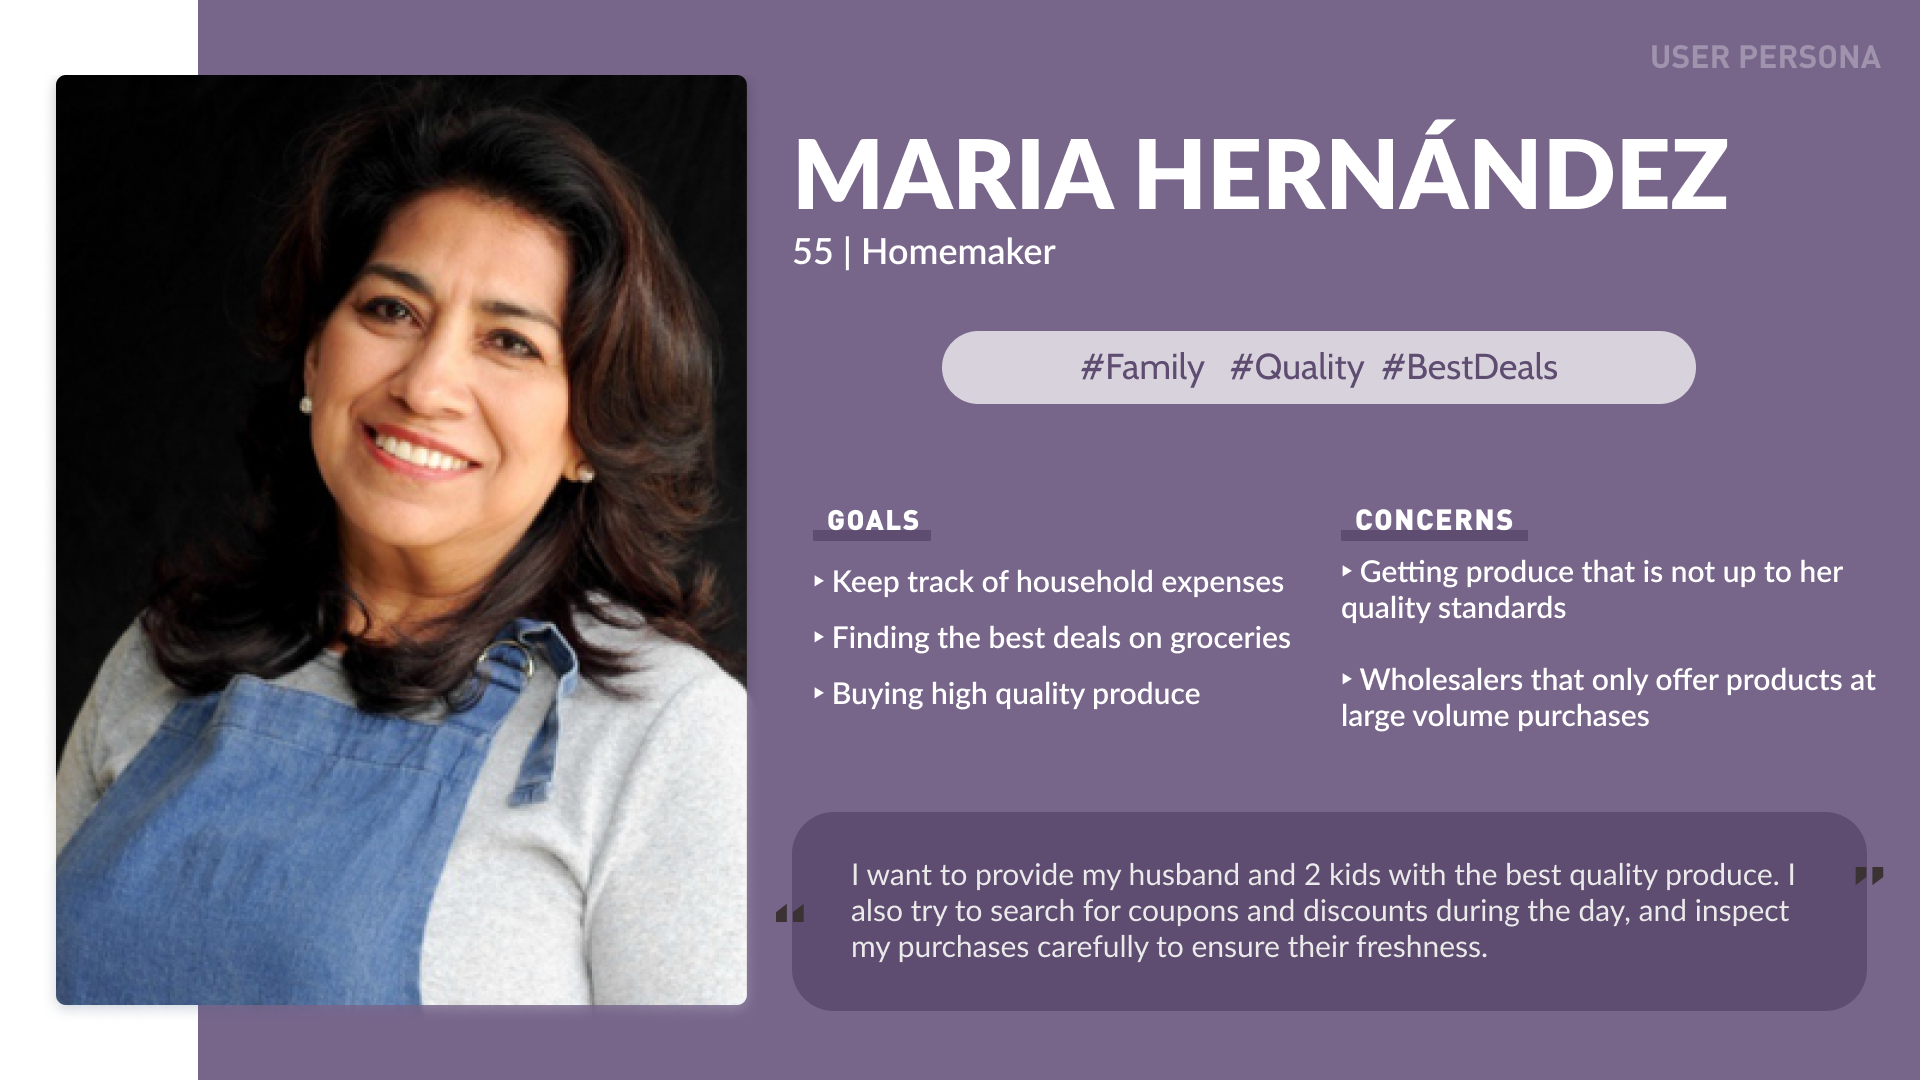 USER PERSONA
MARIA HERNÁNDEZ
55 | Homemaker
#Family #Quality #BestDeals
GOALS
‣ Keep track of household expenses
‣ Finding the best deals on groceries
‣ Buying high quality produce
CONCERNS
‣ Getting produce that is not up to her
quality standards
‣ Wholesalers that only offer products at
large volume purchases
“
I want to provide my husband and 2 kids with the best quality produce. I
also try to search for coupons and discounts during the day, and inspect
my purchases carefully to ensure their freshness.
”